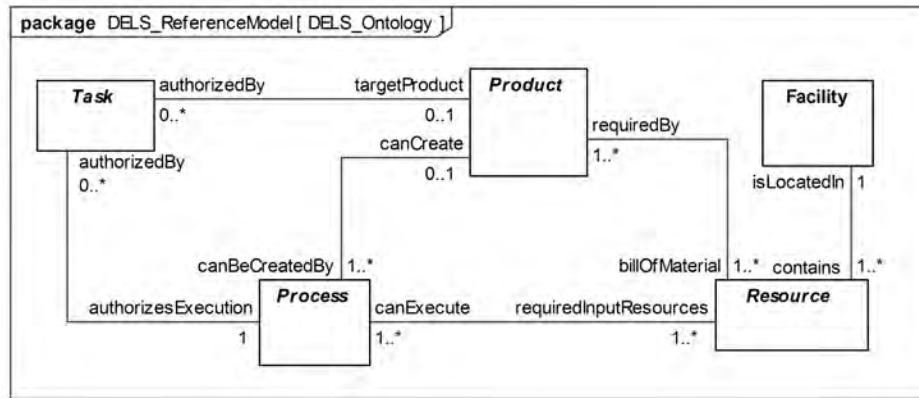 package DELS_ReferenceModel [ DELS_Ontology ]
Task
authorizedBy
0..*
targetProduct
0..1
Product
Facility
authorizedBy
0..*
canCreate
0..1
requiredBy
1..*
isLocatedIn 1
canBeCreatedBy 1..*
billOfMaterial 1..*
contains 1..*
authorizesExecution
1
Process
canExecute
1..*
requiredInputResources
1..*
Resource